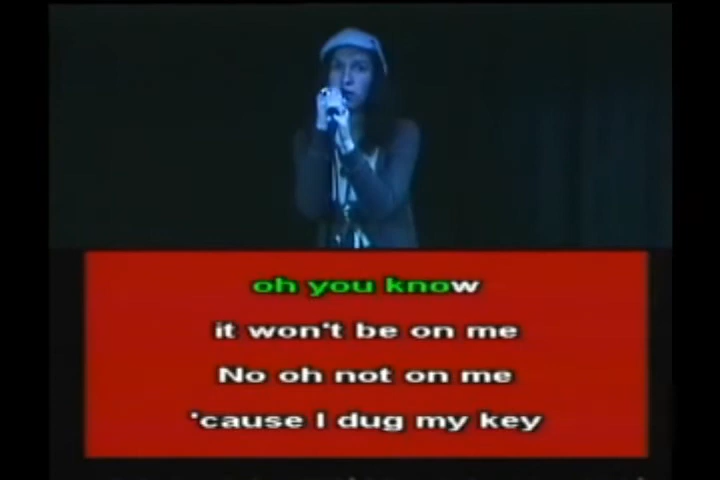 oh you know
it won't be on me
No oh not on me
'cause I dug my key